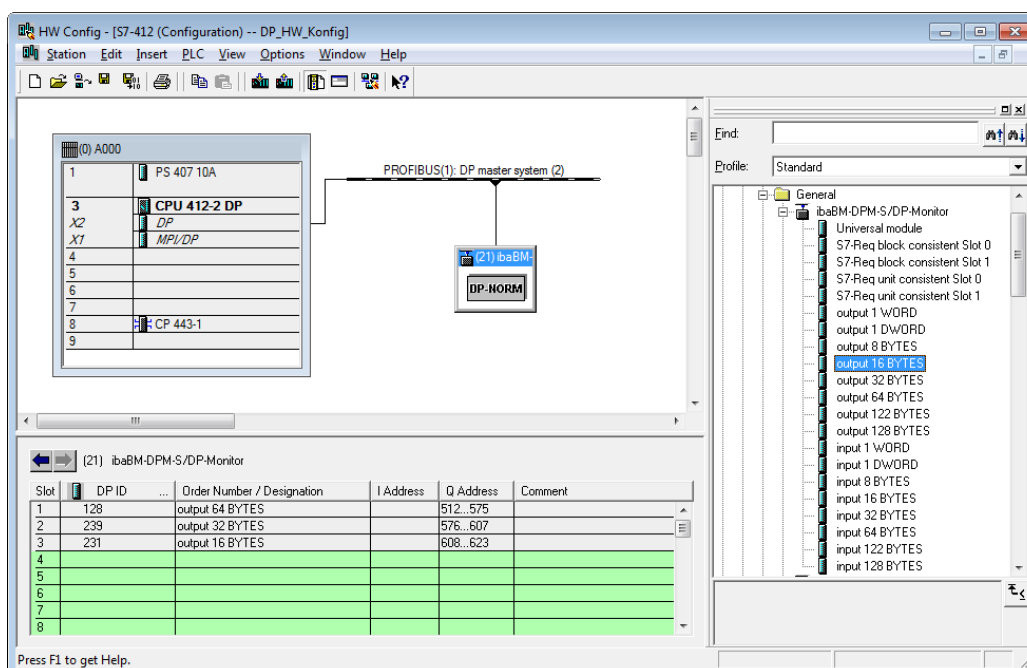 HW Config - [S7-412 (Configuration) -- DP_HW_Konfig]
Station Edit Insert PLC View Options Window Help
(0) A000
1 PS 407 10A
3 CPU 412-2 DP
X2 DP
X1 MPI/DP
4
5
6
7
8 CP 443-1
9
PROFIBUS(1): DP master system (2)
(21) ibaBM-
DP-NORM
Find:
Profile: Standard
General
ibaBM-DPM-S/DP-Monitor
Universal module
S7-Req block consistent Slot 0
S7-Req block consistent Slot 1
S7-Req unit consistent Slot 0
S7-Req unit consistent Slot 1
output 1 WORD
output 1 DWORD
output 8 BYTES
output 16 BYTES
output 32 BYTES
output 64 BYTES
output 122 BYTES
output 128 BYTES
input 1 WORD
input 1 DWORD
input 8 BYTES
input 16 BYTES
input 32 BYTES
input 64 BYTES
input 122 BYTES
input 128 BYTES
(21) ibaBM-DPM-S/DP-Monitor
Slot DP ID ... Order Number / Designation I Address Q Address Comment
1 128 output 64 BYTES 512...575
2 239 output 32 BYTES 576...607
3 231 output 16 BYTES 608...623
4
5
6
7
8
Press F1 to get Help.